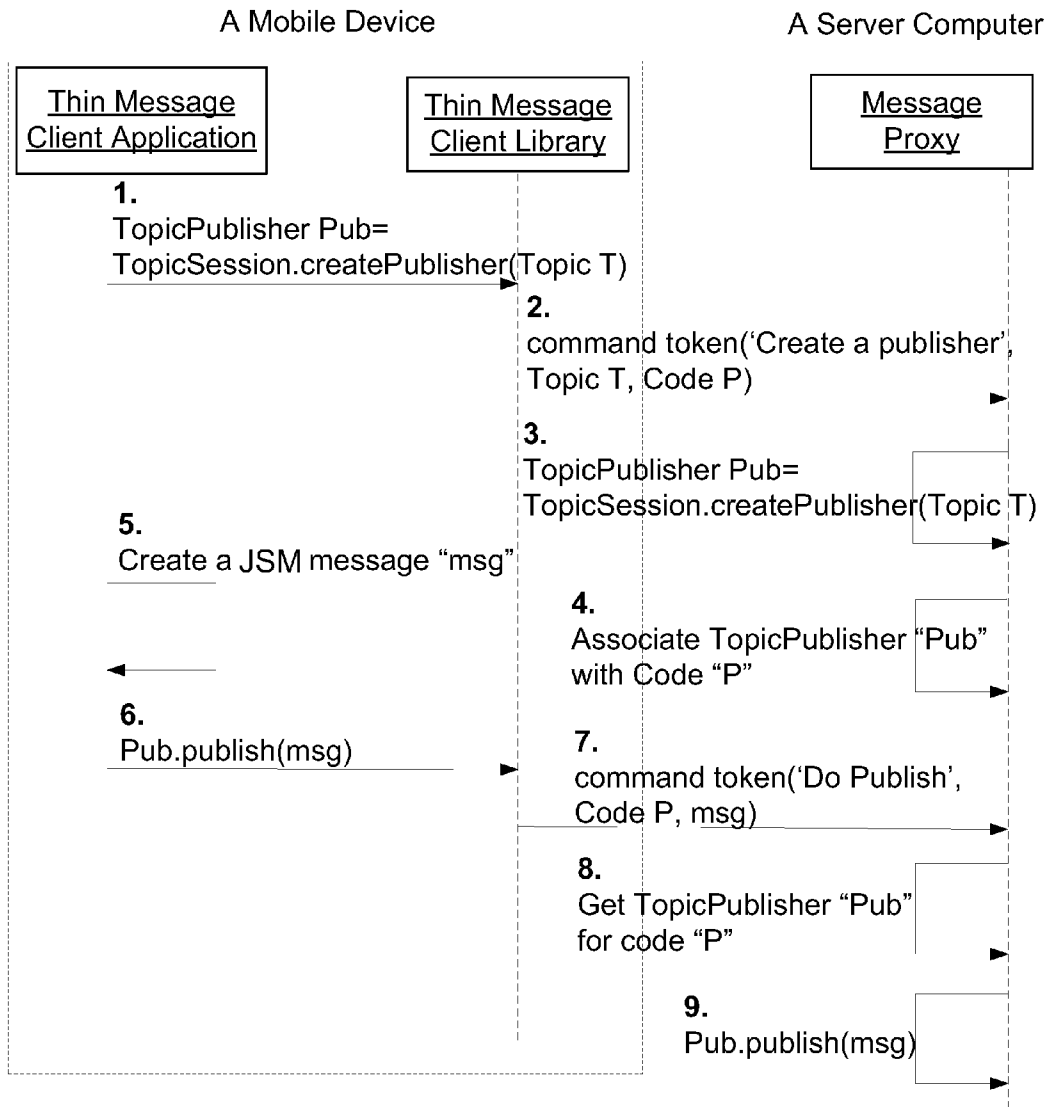 A Mobile Device
A Server Computer
Thin Message
Client Application
Thin Message
Client Library
Message
Proxy
1.
TopicPublisher Pub=
TopicSession.createPublisher(Topic T)
2.
command token(‘Create a publisher’,
Topic T, Code P)
3.
TopicPublisher Pub=
TopicSession.createPublisher(Topic T)
5.
Create a JSM message “msg”
4.
Associate TopicPublisher “Pub”
with Code “P”
6.
Pub.publish(msg)
7.
command token(‘Do Publish’,
Code P, msg)
8.
Get TopicPublisher “Pub”
for code “P”
9.
Pub.publish(msg)